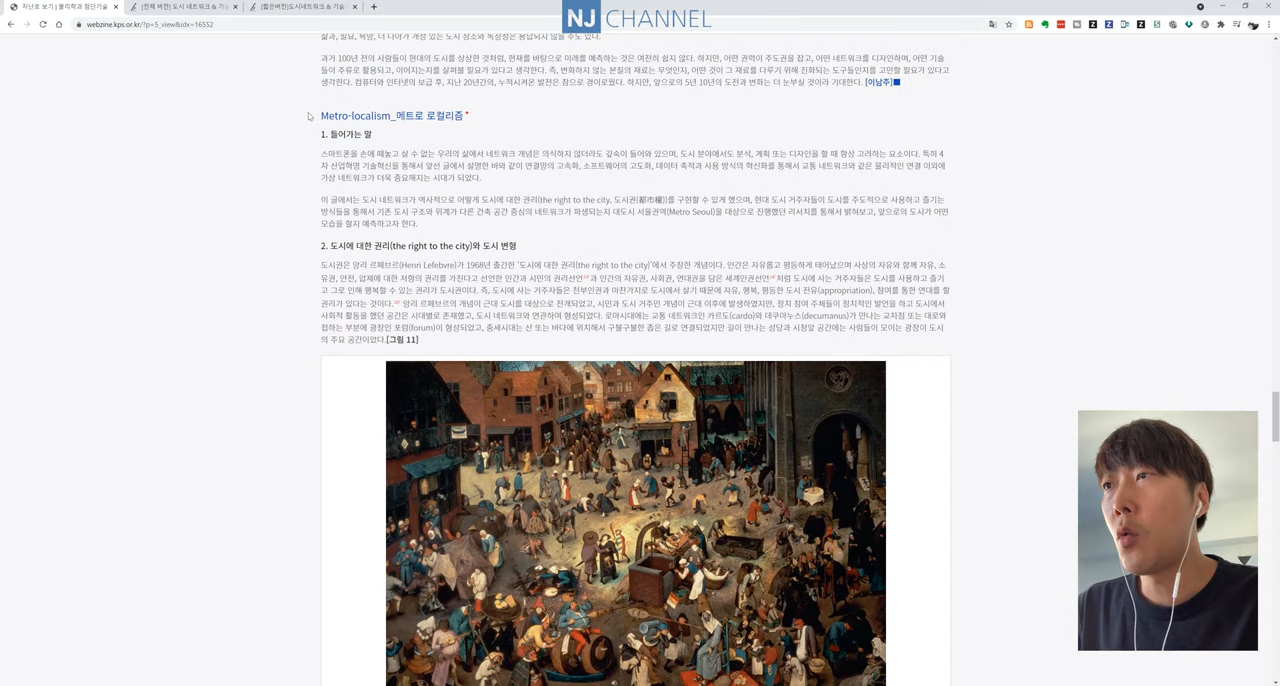 지난호 보기 | 물리학과 첨단기술
[전체 버전] 도시 네트워크 & 기술
[짧은버전]도시네트워크 & 기술
NJ CHANNEL
webzine.kps.or.kr/?p=5_view&idx=16552
과거 100년 전의 사람들이 현대의 도시를 상상한 것처럼, 현재를 바탕으로 미래를 예측하는 것은 여전히 쉽지 않다. 하지만, 어떤 권력이 주도권을 잡고, 어떤 네트워크를 디자인하며, 어떤 기술
들이 주류로 활용되고, 이어지는지를 살펴볼 필요가 있다고 생각한다. 즉, 변화하지 않는 본질의 재료는 무엇인지, 어떤 것이 그 재료를 다루기 위해 진화되는 도구들인지를 고민할 필요가 있다고
생각한다. 컴퓨터와 인터넷의 보급 후, 지난 20년간의, 누적시켜온 발전은 참으로 경이로웠다. 하지만, 앞으로의 5년 10년의 도전과 변화는 더 눈부실 것이라 기대한다. [이남주]■
Metro-localism_메트로 로컬리즘
1. 들어가는 말
스마트폰을 손에 떼놓고 살 수 없는 우리의 삶에서 네트워크 개념은 의식하지 않더라도 깊숙이 들어와 있으며, 도시 분야에서도 분석, 계획 또는 디자인을 할 때 항상 고려하는 요소이다. 특히 4
차 산업혁명 기술혁신을 통해서 앞선 글에서 설명한 바와 같이 연결망의 고속화, 소프트웨어의 고도화, 데이터 축적과 사용 방식의 혁신화를 통해서 교통 네트워크와 같은 물리적인 연결 이외에
가상 네트워크가 더욱 중요해지는 시대가 되었다.
이 글에서는 도시 네트워크가 역사적으로 어떻게 도시에 대한 권리(the right to the city, 도시권(都市權))를 구현할 수 있게 했으며, 현대 도시 거주자들이 도시를 주도적으로 사용하고 즐기는
방식들을 통해서 기존 도시 구조와 위계가 다른 건축 공간 중심의 네트워크가 파생되는지 대도시 서울권역(Metro Seoul)을 대상으로 진행했던 리서치를 통해서 밝혀보고, 앞으로의 도시가 어떤
모습을 할지 예측하고자 한다.
2. 도시에 대한 권리(the right to the city)와 도시 변형
도시권은 앙리 르페브르(Henri Lefebvre)가 1968년 출간한 '도시에 대한 권리(the right to the city)'에서 주창한 개념이다. 인간은 자유롭고 평등하게 태어났으며 사상의 자유와 함께 자유, 소
유권, 안전, 압제에 대한 저항의 권리를 가진다고 선언한 인간과 시민의 권리선언과 인간의 자유권, 사회권, 연대권을 담은 세계인권선언처럼 도시에 사는 거주자들은 도시를 사용하고 즐기
고 그로 인해 행복할 수 있는 권리가 도시권이다. 즉, 도시에 사는 거주자들은 천부인권과 마찬가지로 도시에서 살기 때문에 자유, 행복, 평등한 도시 전유(appropriation), 참여를 통한 연대를 할
권리가 있다는 것이다. 앙리 르페브르의 개념이 근대 도시를 대상으로 전개되었고, 시민과 도시 거주민 개념이 근대 이후에 발생하였지만, 정치 참여 주체들이 정치적인 발언을 하고 도시에서
사회적 활동을 했던 공간은 시대별로 존재했고, 도시 네트워크와 연관하여 형성되었다. 로마시대에는 교통 네트워크인 카르도(cardo)와 데쿠마누스(decumanus)가 만나는 교차점 또는 대로와
접하는 부분에 광장인 포럼(forum)이 형성되었고, 중세시대는 산 또는 바다에 위치해서 구불구불한 좁은 길로 연결되었지만 길이 만나는 성당과 시청앞 공간에는 사람들이 모이는 광장이 도시
의 주요 공간이었다.[그림 11]